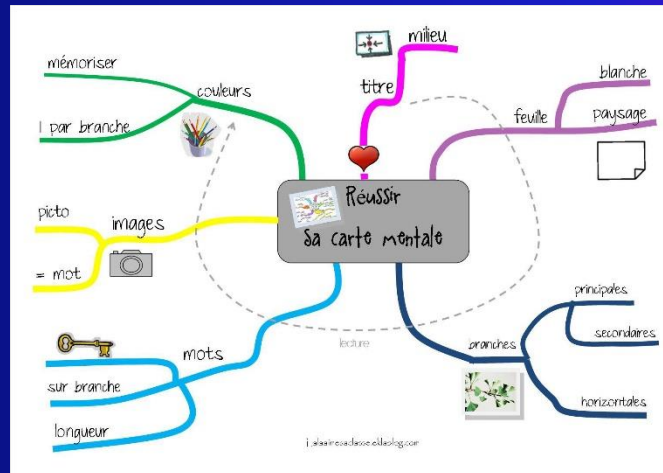 milieu
titre
blanche
feuille
paysage
Réussir
sa carte mentale
principales
branches
secondaires
horizontales
mots
sur branche
longueur
images
picto
= mot
couleurs
mémoriser
1 par branche
lecture